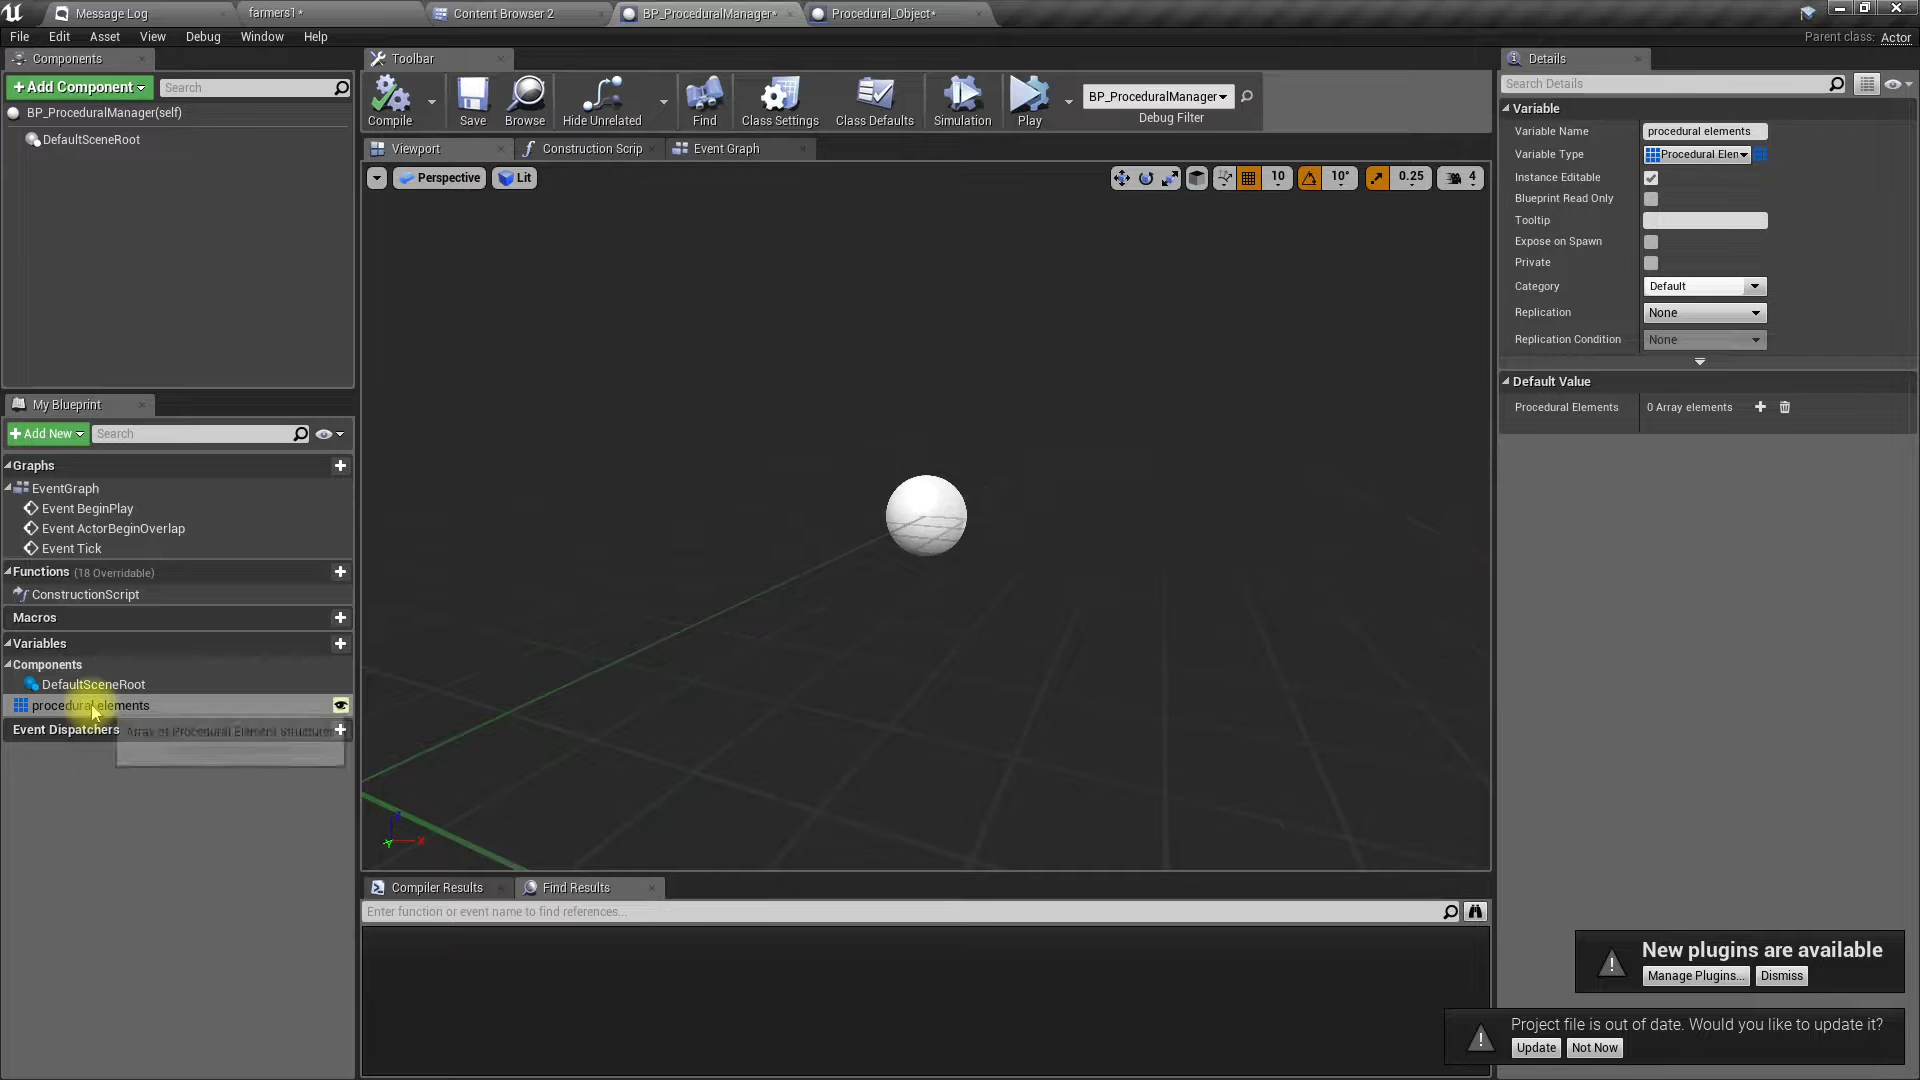 Message Log
farmers1*
Content Browser 2
BP_ProceduralManager*
Procedural_Object*
File Edit Asset View Debug Window Help
Parent class: Actor
Components
+Add Component
Search
BP_ProceduralManager(self)
DefaultSceneRoot
Toolbar
Compile
Save
Browse
Hide Unrelated
Find
Class Settings
Class Defaults
Simulation
Play
BP_ProceduralManager
Debug Filter
Viewport
Construction Scrip
Event Graph
Perspective
Lit
10
10°
0.25
4
My Blueprint
+Add New
Search
Graphs
EventGraph
Event BeginPlay
Event ActorBeginOverlap
Event Tick
Functions (18 Overridable)
ConstructionScript
Macros
Variables
Components
DefaultSceneRoot
procedural elements
Event Dispatchers
Array of Procedural Element Structures
Compiler Results
Find Results
Enter function or event name to find references...
Details
Search Details
Variable
Variable Name procedural elements
Variable Type Procedural Elen
Instance Editable
Blueprint Read Only
Tooltip
Expose on Spawn
Private
Category Default
Replication None
Replication Condition None
Default Value
Procedural Elements 0 Array elements
New plugins are available
Manage Plugins... Dismiss
Project file is out of date. Would you like to update it?
Update Not Now